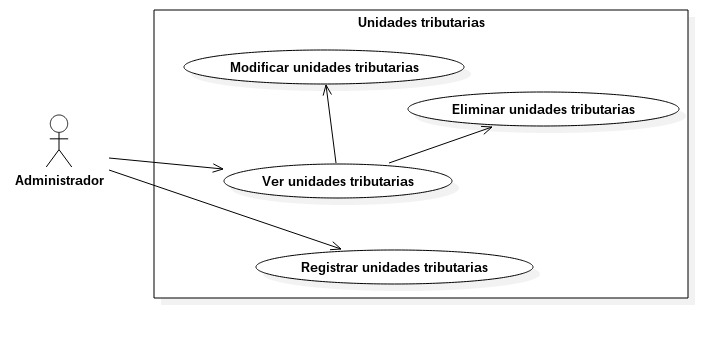 Unidades tributarias
Modificar unidades tributarias
Eliminar unidades tributarias
Administrador
Ver unidades tributarias
Registrar unidades tributarias